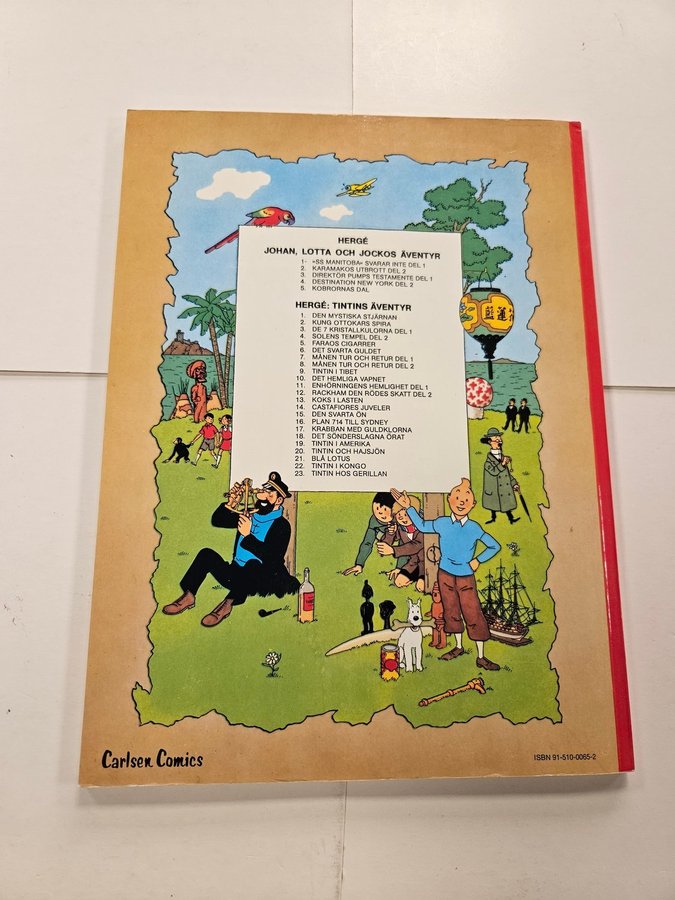 HERGÉ
JOHAN, LOTTA OCH JOCKOS ÄVENTYR
1. »SS MANITOBA» SVARAR INTE DEL 1
2. KARAMAKOS UTBROTT DEL 2
3. DIREKTÖR PUMPS TESTAMENTE DEL 1
4. DESTINATION NEW YORK DEL 2
5. KOBRORNAS DAL
HERGÉ: TINTINS ÄVENTYR
1. DEN MYSTISKA STJÄRNAN
2. KUNG OTTOKARS SPIRA
3. DE 7 KRISTALLKULORNA DEL 1
4. SOLENS TEMPEL DEL 2
5. FARAOS CIGARRER
6. DET SVARTA GULDET
7. MÅNEN TUR OCH RETUR DEL 1
8. MÅNEN TUR OCH RETUR DEL 2
9. TINTIN I TIBET
10. DET HEMLIGA VAPNET
11. ENHÖRNINGENS HEMLIGHET DEL 1
12. RACKHAM DEN RÖDES SKATT DEL 2
13. KOKS I LASTEN
14. CASTAFIORES JUVELER
15. DEN SVARTA ÖN
16. PLAN 714 TILL SYDNEY
17. KRABBAN MED GULDKLORNA
18. DET SÖNDERSLAGNA ÖRAT
19. TINTIN I AMERIKA
20. TINTIN OCH HAJSJÖN
21. BLÅ LOTUS
22. TINTIN I KONGO
23. TINTIN HOS GERILLAN
Carlsen Comics
ISBN 91-510-0065-2